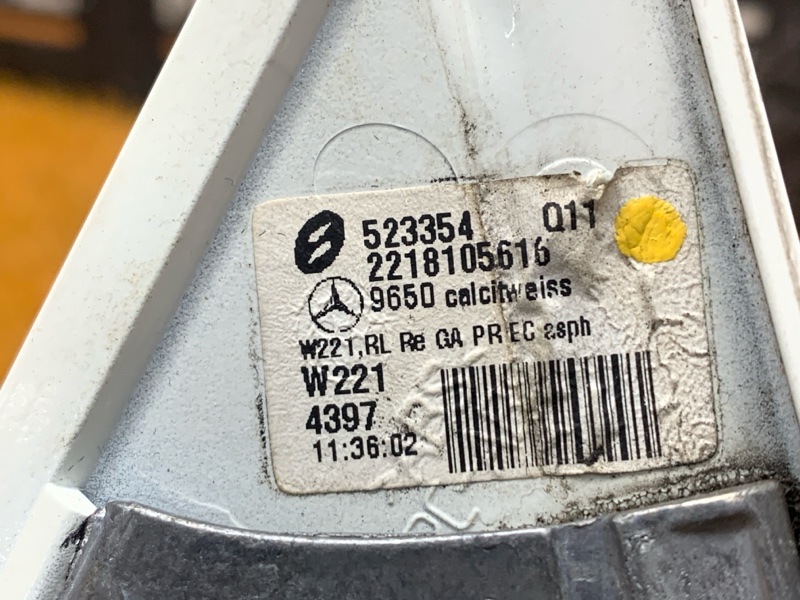 523354 Q11
2218105616
9650 calcitweiss
W221,RL Re GA PR EC asph
W221
4397
11:36:02